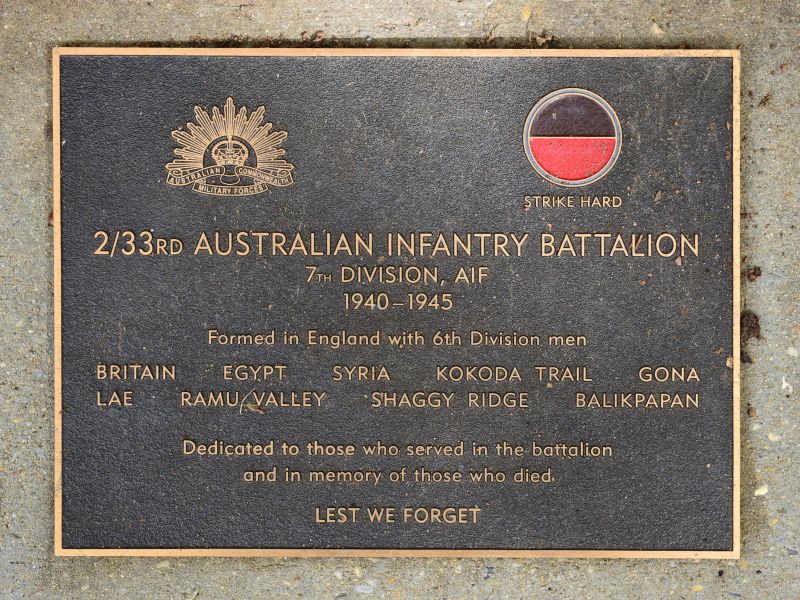 AUSTRALIAN COMMONWEALTH
MILITARY FORCES
STRIKE HARD
2/33RD AUSTRALIAN INFANTRY BATTALION
7TH DIVISION, AIF
1940–1945
Formed in England with 6th Division men
BRITAIN EGYPT SYRIA KOKODA TRAIL GONA
LAE RAMU VALLEY SHAGGY RIDGE BALIKPAPAN
Dedicated to those who served in the battalion
and in memory of those who died
LEST WE FORGET